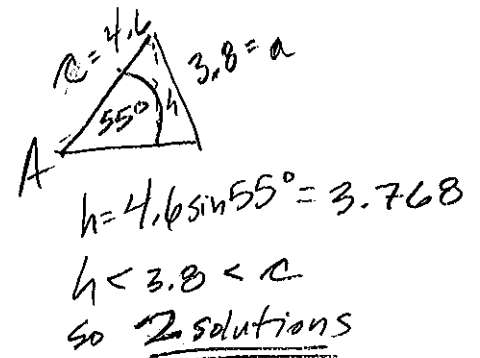 c = 4.6
3.8 = a
55°
h
A
h = 4.6 sin 55° = 3.768
h < 3.8 < c
so 2 solutions